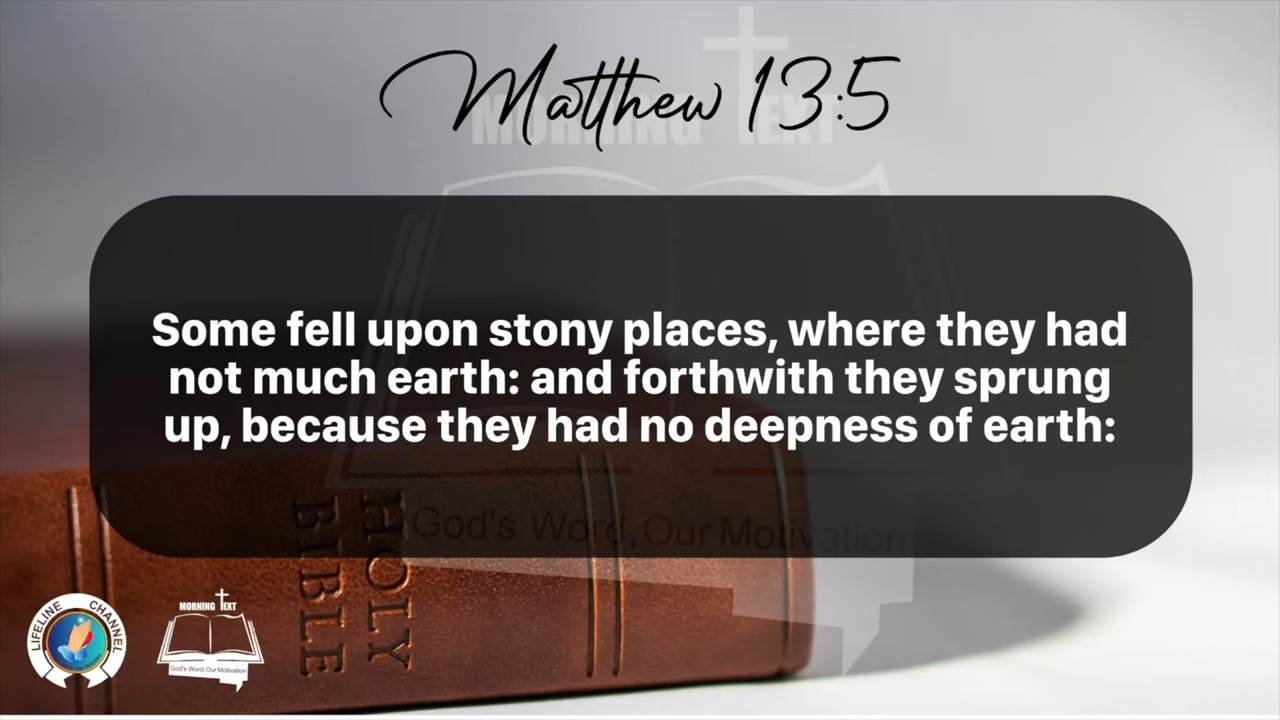 Matthew 13:5
MORNING TEXT
Some fell upon stony places, where they had
not much earth: and forthwith they sprung
up, because they had no deepness of earth:
God's Word, Our Motivation
HOLY
BIBLE
LIFELINE CHANNEL
MORNING TEXT
God's Word, Our Motivation